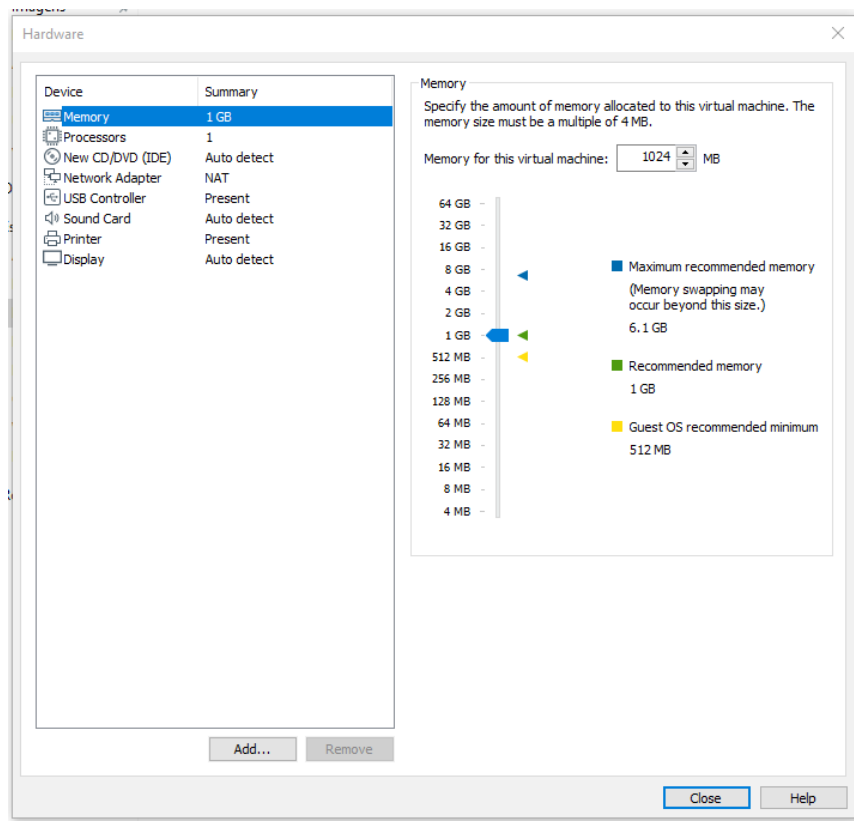 Imagens
Hardware
Device Summary
Memory 1 GB
Processors 1
New CD/DVD (IDE) Auto detect
Network Adapter NAT
USB Controller Present
Sound Card Auto detect
Printer Present
Display Auto detect
Add...
Remove
Memory
Specify the amount of memory allocated to this virtual machine. The
memory size must be a multiple of 4 MB.
Memory for this virtual machine: 1024 MB
64 GB
32 GB
16 GB
8 GB
4 GB
2 GB
1 GB
512 MB
256 MB
128 MB
64 MB
32 MB
16 MB
8 MB
4 MB
Maximum recommended memory
(Memory swapping may
occur beyond this size.)
6.1 GB
Recommended memory
1 GB
Guest OS recommended minimum
512 MB
Close
Help